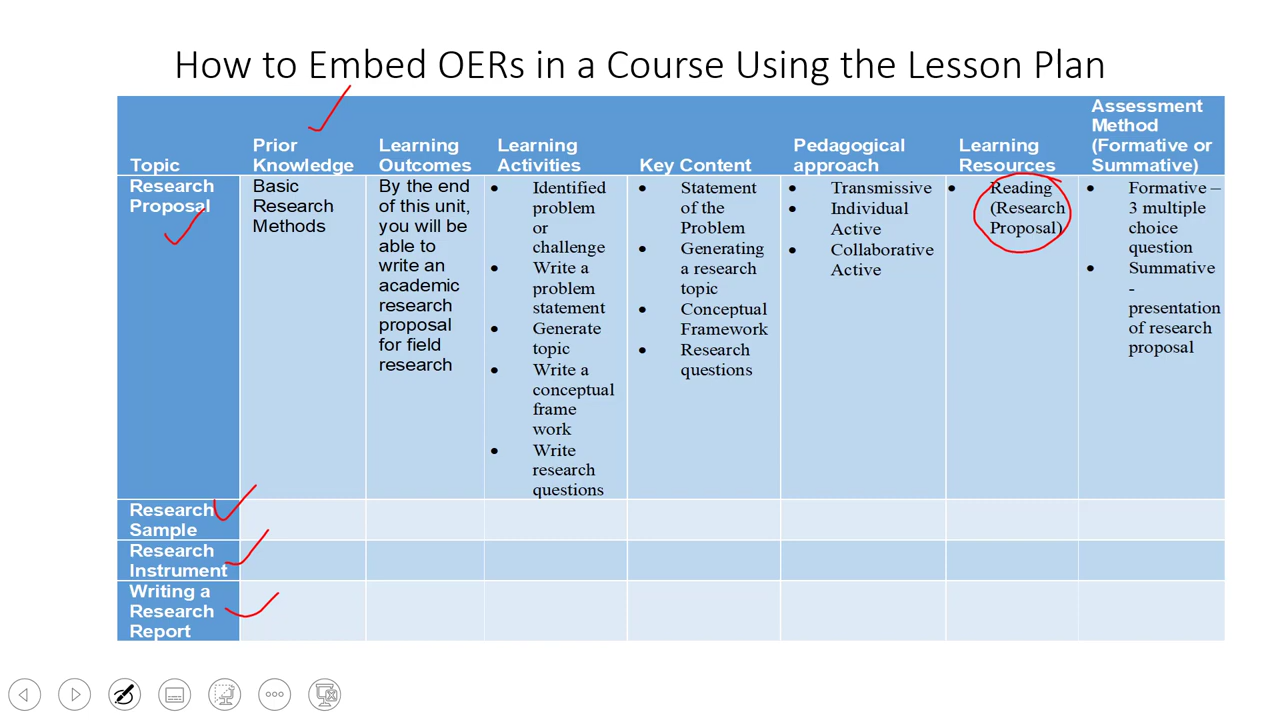 How to Embed OERs in a Course Using the Lesson Plan
Topic
Prior
Knowledge
Learning
Outcomes
Learning
Activities
Key Content
Pedagogical
approach
Learning
Resources
Assessment
Method
(Formative or
Summative)
Research
Proposal
Basic
Research
Methods
By the end
of this unit,
you will be
able to
write an
academic
research
proposal
for field
research
• Identified
problem
or
challenge
• Write a
problem
statement
• Generate
topic
• Write a
conceptual
frame
work
• Write
research
questions
• Statement
of the
Problem
• Generating
a research
topic
• Conceptual
Framework
• Research
questions
• Transmissive
• Individual
Active
• Collaborative
Active
• Reading
(Research
Proposal)
• Formative –
3 multiple
choice
question
• Summative
-
presentation
of research
proposal
Research
Sample
Research
Instrument
Writing a
Research
Report